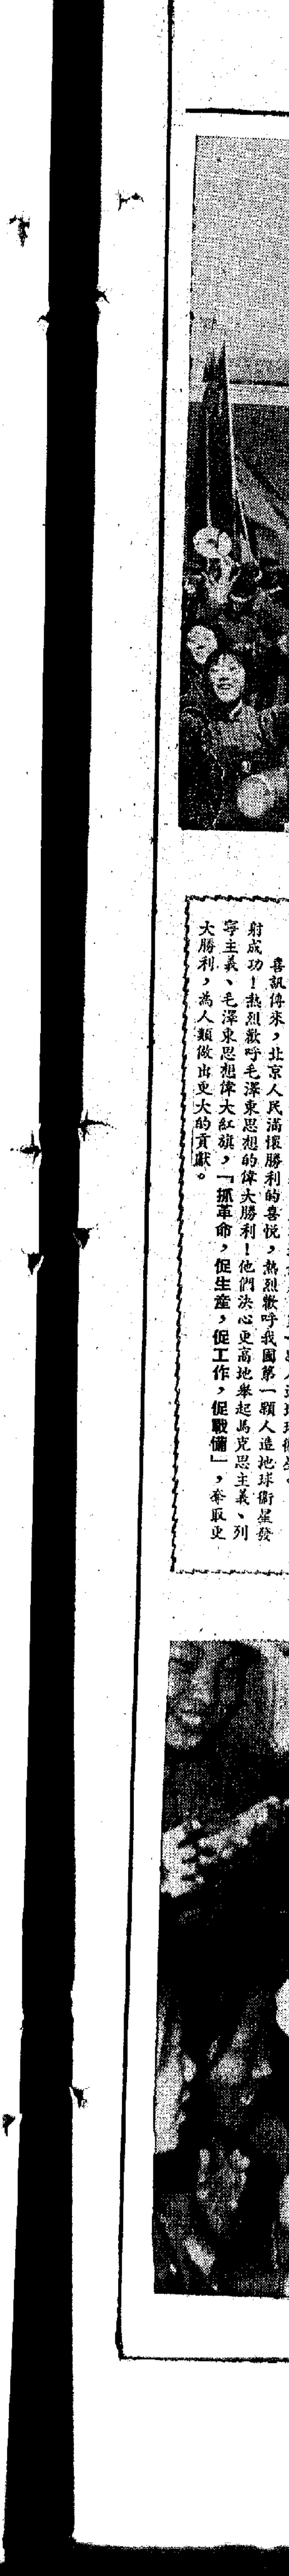 喜訊傳來，北京人民滿懷勝利的喜悅，熱烈歡呼我國第一顆人造地球衛星發
射成功！熱烈歡呼毛澤東思想的偉大勝利！他們決心更高地舉起馬克思主義、列
寧主義、毛澤東思想偉大紅旗，「抓革命，促生產，促工作，促戰備」，奪取更
大勝利，為人類做出更大的貢獻。